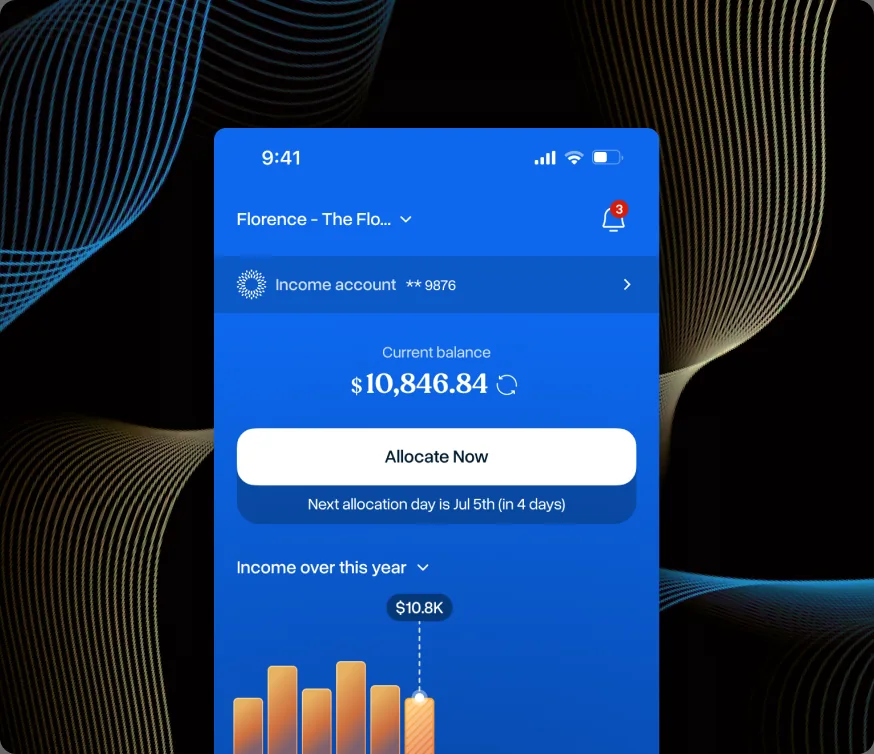 9:41
Florence - The Flo...
3
Income account ** 9876
Current balance
$10,846.84
Allocate Now
Next allocation day is Jul 5th (in 4 days)
Income over this year
$10.8K